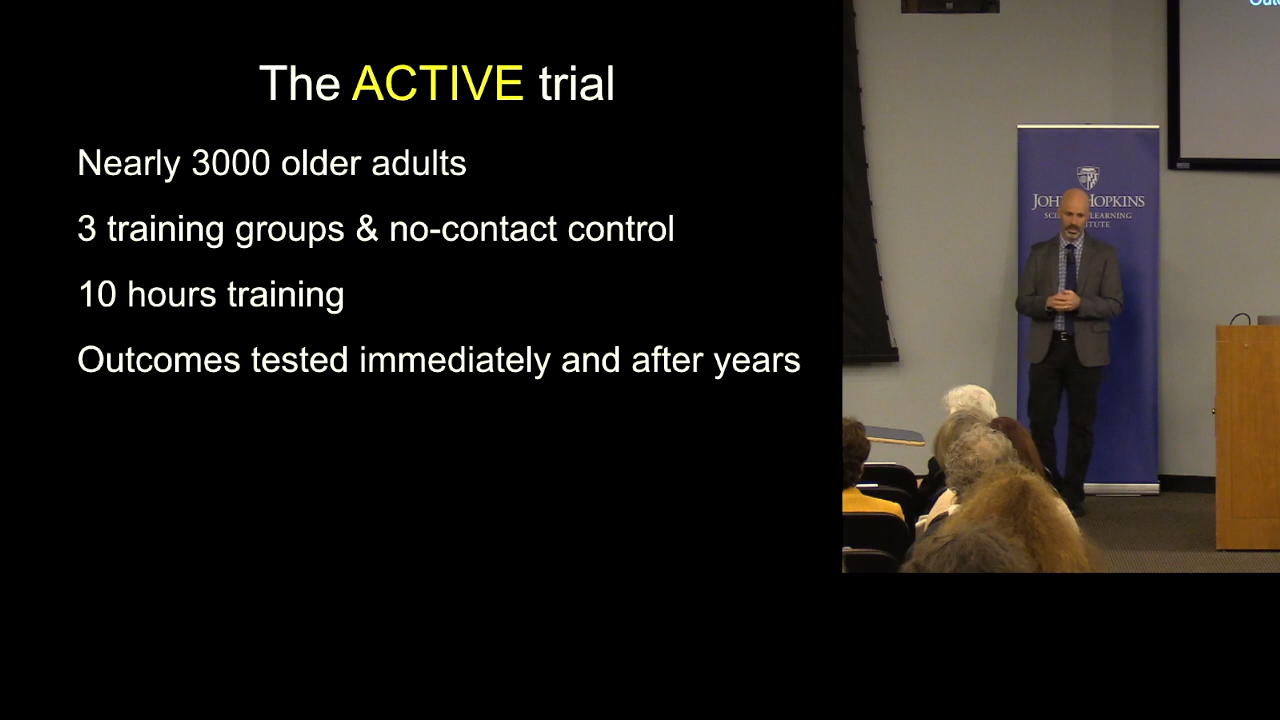 The ACTIVE trial
Nearly 3000 older adults
3 training groups & no-contact control
10 hours training
Outcomes tested immediately and after years
JOHNS HOPKINS